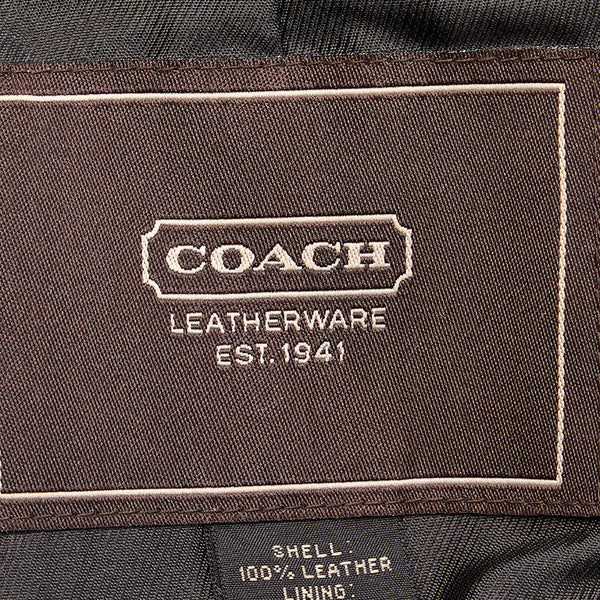 COACH
LEATHERWARE
EST. 1941
SHELL:
100% LEATHER
LINING: